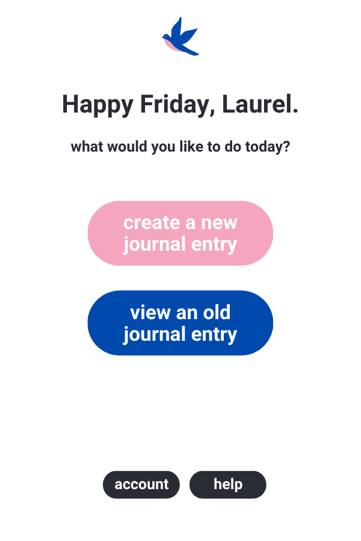 Happy Friday, Laurel.
what would you like to do today?
create a new
journal entry
view an old
journal entry
account
help